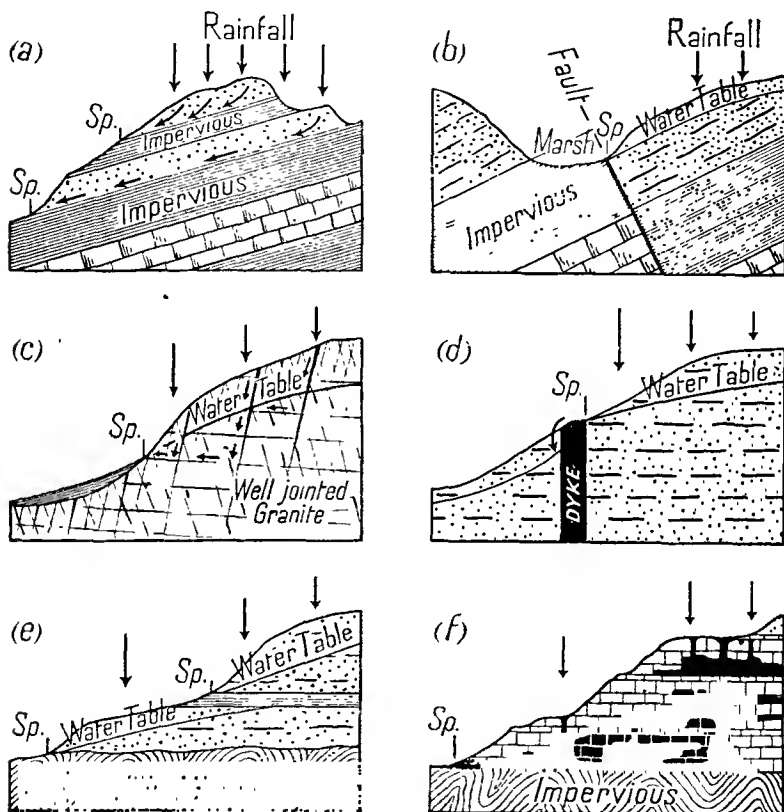 (a)
Rainfall
Sp.
Impervious
Sp.
Impervious
(b)
Fault
Rainfall
Marsh
Sp.
Water Table
Impervious
(c)
Water Table
Sp.
Well jointed
Granite
(d)
Sp.
Water Table
DYKE
(e)
Sp.
Water Table
Sp.
Water Table
(f)
Sp.
Impervious